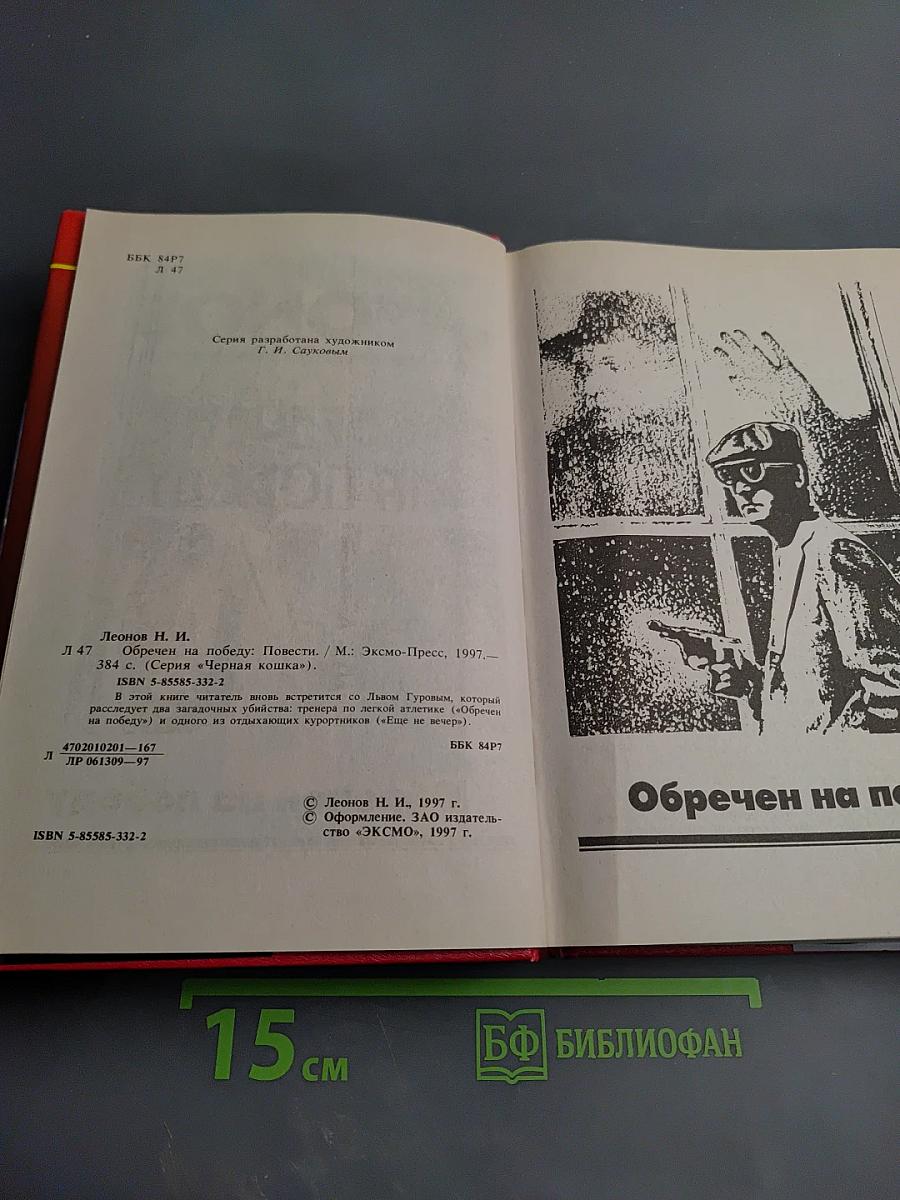 ББК 84Р7
Л 47
Серия разработана художником
Г. И. Сауковым
Леонов Н. И.
Л 47 Обречен на победу: Повести. / М.: Эксмо-Пресс, 1997.—
384 с. (Серия «Черная кошка»).
ISBN 5-85585-332-2
В этой книге читатель вновь встретится со Львом Гуровым, который
расследует два загадочных убийства: тренера по легкой атлетике («Обречен
на победу») и одного из отдыхающих курортников («Еще не вечер»).
Л 4702010201—167
ЛР 061309—97
ББК 84Р7
© Леонов Н. И., 1997 г.
© Оформление. ЗАО издатель-
ство «ЭКСМО», 1997 г.
ISBN 5-85585-332-2
Обречен на по
15 см
БФ БИБЛИОФАН